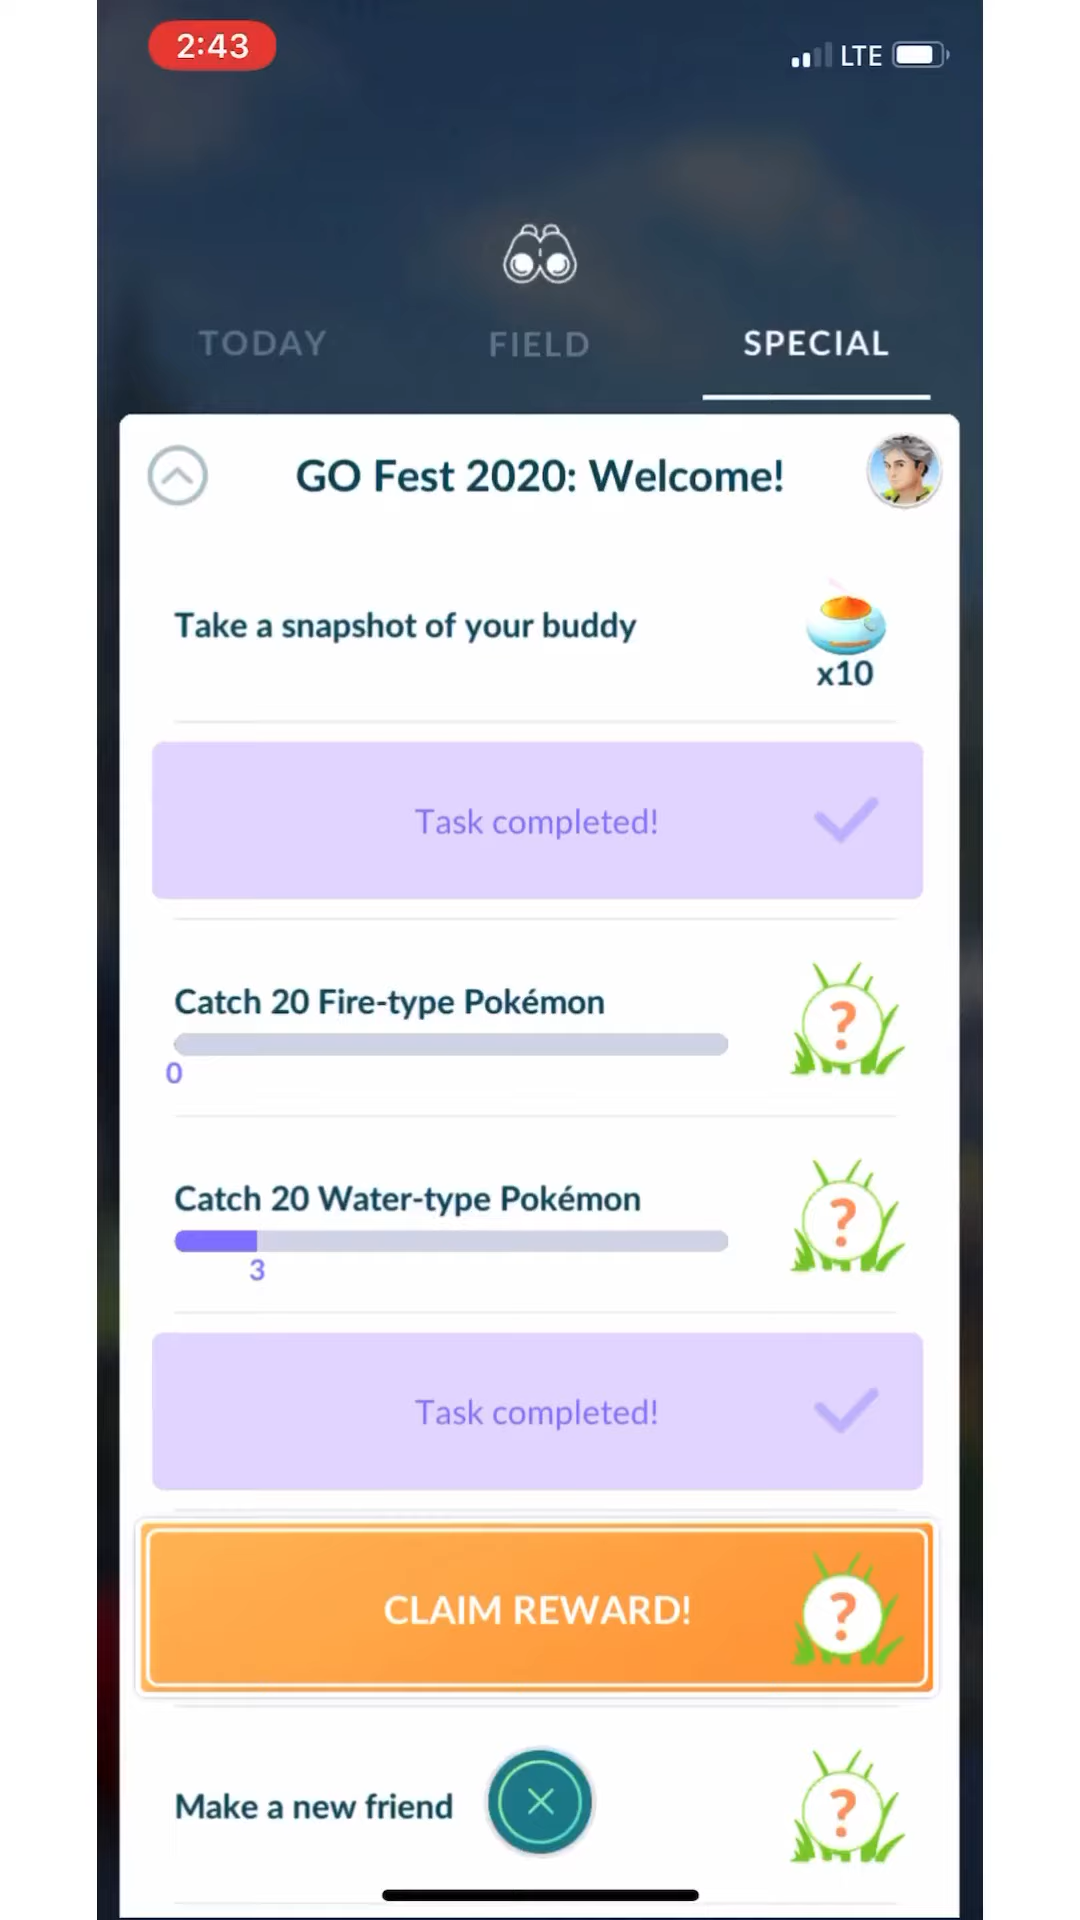 2:43
LTE
TODAY
FIELD
SPECIAL
GO Fest 2020: Welcome!
Take a snapshot of your buddy
x10
Task completed!
Catch 20 Fire-type Pokémon
?
0
Catch 20 Water-type Pokémon
?
3
Task completed!
CLAIM REWARD!
?
Make a new friend
?